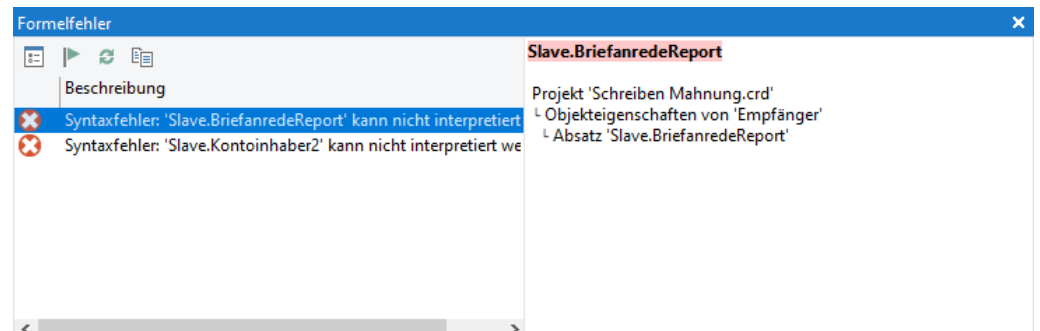 Formelfehler
Beschreibung
Syntaxfehler: 'Slave.BriefanredeReport' kann nicht interpretiert
Syntaxfehler: 'Slave.Kontoinhaber2' kann nicht interpretiert we
Slave.BriefanredeReport
Projekt 'Schreiben Mahnung.crd'
└ Objekteigenschaften von 'Empfänger'
└ Absatz 'Slave.BriefanredeReport'